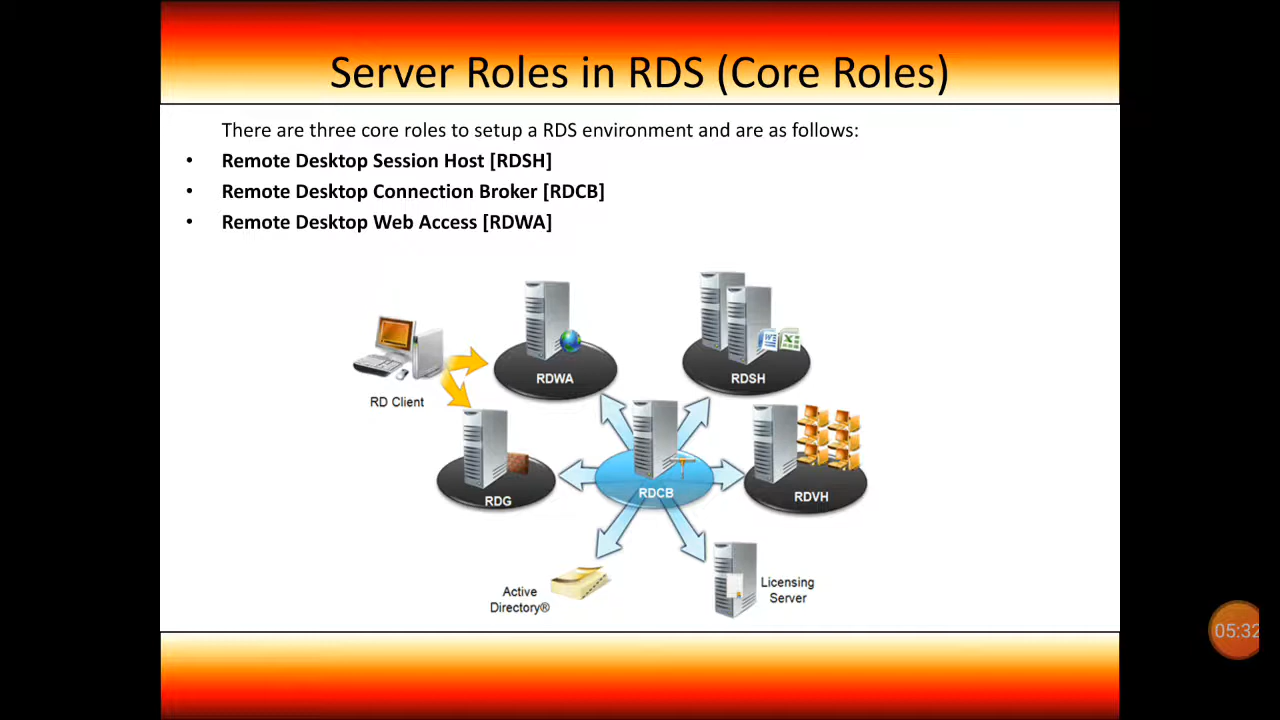 Server Roles in RDS (Core Roles)
There are three core roles to setup a RDS environment and are as follows:
• Remote Desktop Session Host [RDSH]
• Remote Desktop Connection Broker [RDCB]
• Remote Desktop Web Access [RDWA]
RDWA
RDSH
RD Client
RDG
RDCB
RDVH
Active
Directory®
Licensing
Server
05:32